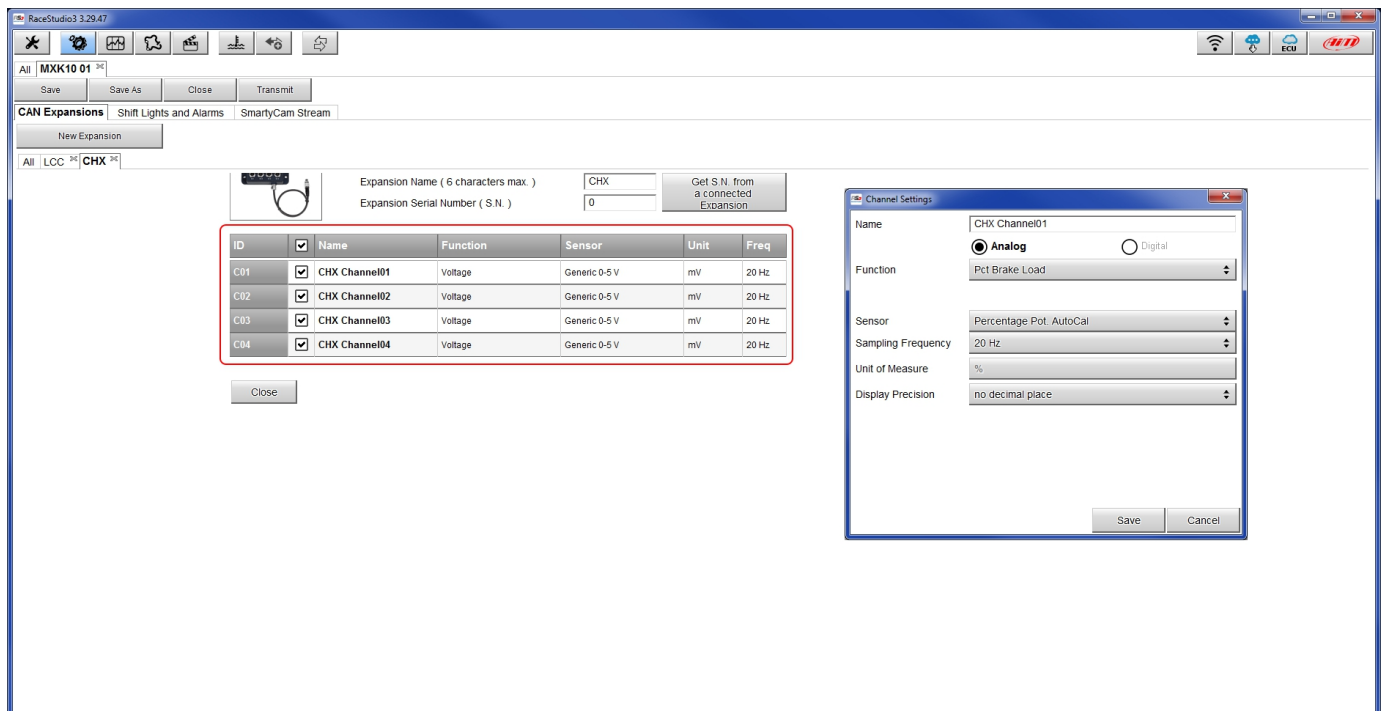 RaceStudio3 3.29.47
ECU
AiM
All MXK10 01
Save Save As Close Transmit
CAN Expansions Shift Lights and Alarms SmartyCam Stream
New Expansion
All LCC CHX
Expansion Name ( 6 characters max. ) CHX
Get S.N. from
a connected
Expansion
Expansion Serial Number ( S.N. ) 0
ID Name Function Sensor Unit Freq
C01 CHX Channel01 Voltage Generic 0-5 V mV 20 Hz
C02 CHX Channel02 Voltage Generic 0-5 V mV 20 Hz
C03 CHX Channel03 Voltage Generic 0-5 V mV 20 Hz
C04 CHX Channel04 Voltage Generic 0-5 V mV 20 Hz
Close
Channel Settings
Name CHX Channel01
Analog Digital
Function Pct Brake Load
Sensor Percentage Pot. AutoCal
Sampling Frequency 20 Hz
Unit of Measure %
Display Precision no decimal place
Save Cancel